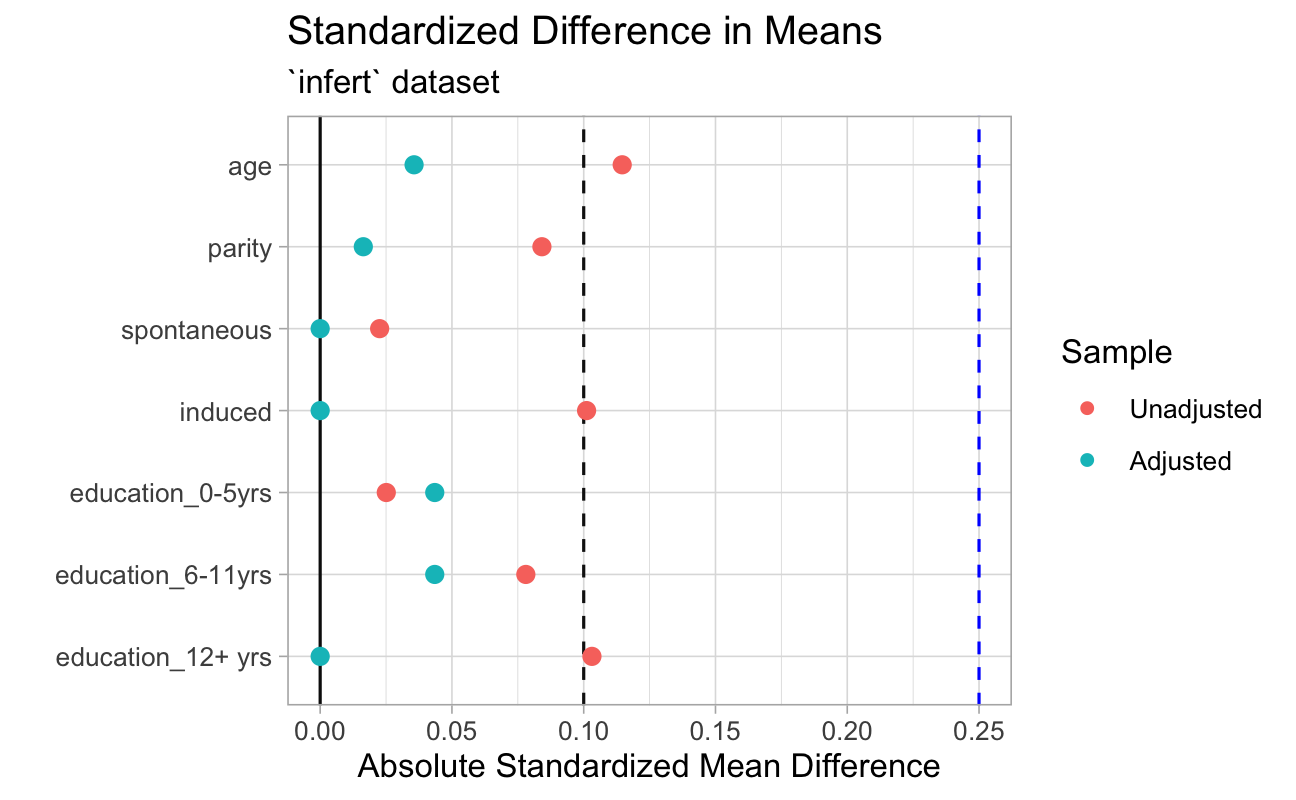 Standardized Difference in Means
`infert` dataset
age
parity
spontaneous
induced
education_0-5yrs
education_6-11yrs
education_12+ yrs
0.00 0.05 0.10 0.15 0.20 0.25
Absolute Standardized Mean Difference
Sample
Unadjusted
Adjusted